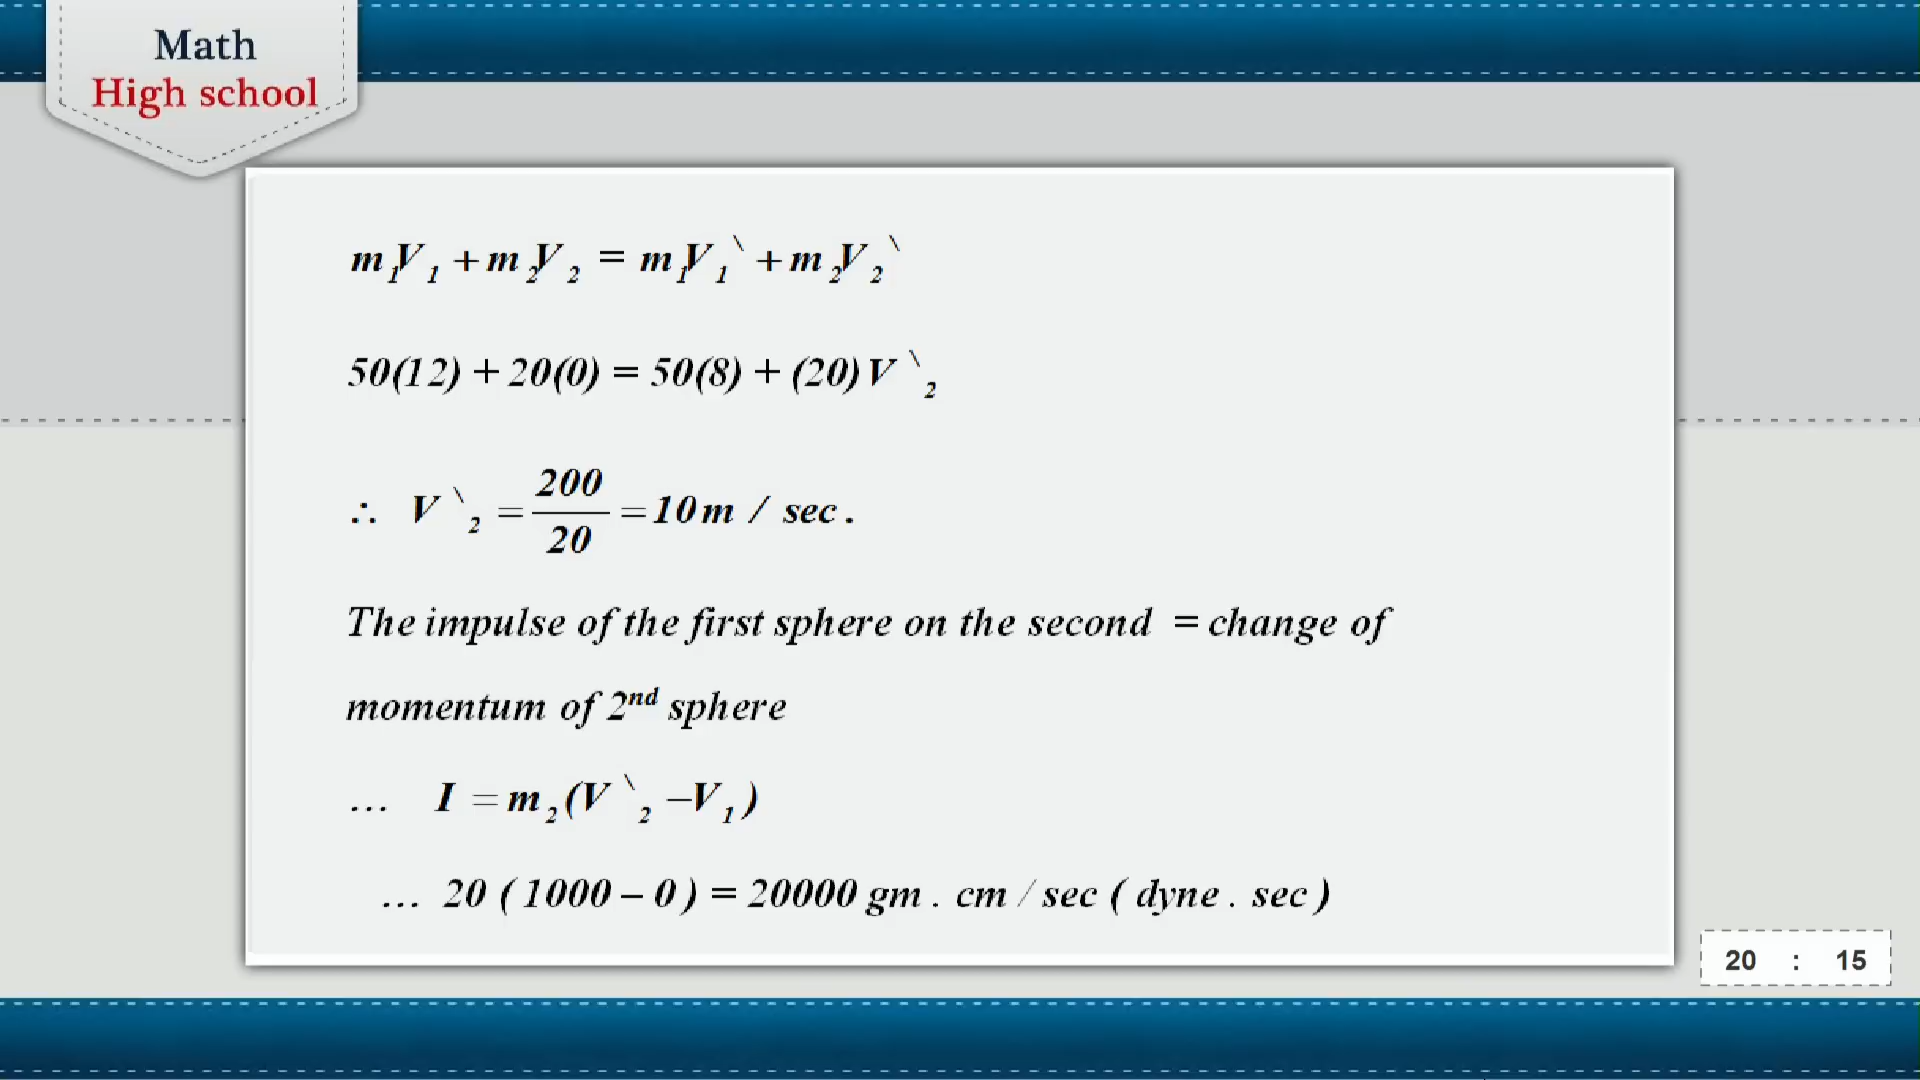 Math
High school
m₁V₁ + m₂V₂ = m₁V₁` + m₂V₂`
50(12) + 20(0) = 50(8) + (20) V`₂
∴ V`₂ = 200/20 = 10 m / sec .
The impulse of the first sphere on the second = change of
momentum of 2nd sphere
... I = m₂(V`₂ – V₁)
... 20 ( 1000 – 0 ) = 20000 gm . cm / sec ( dyne . sec )
20 : 15